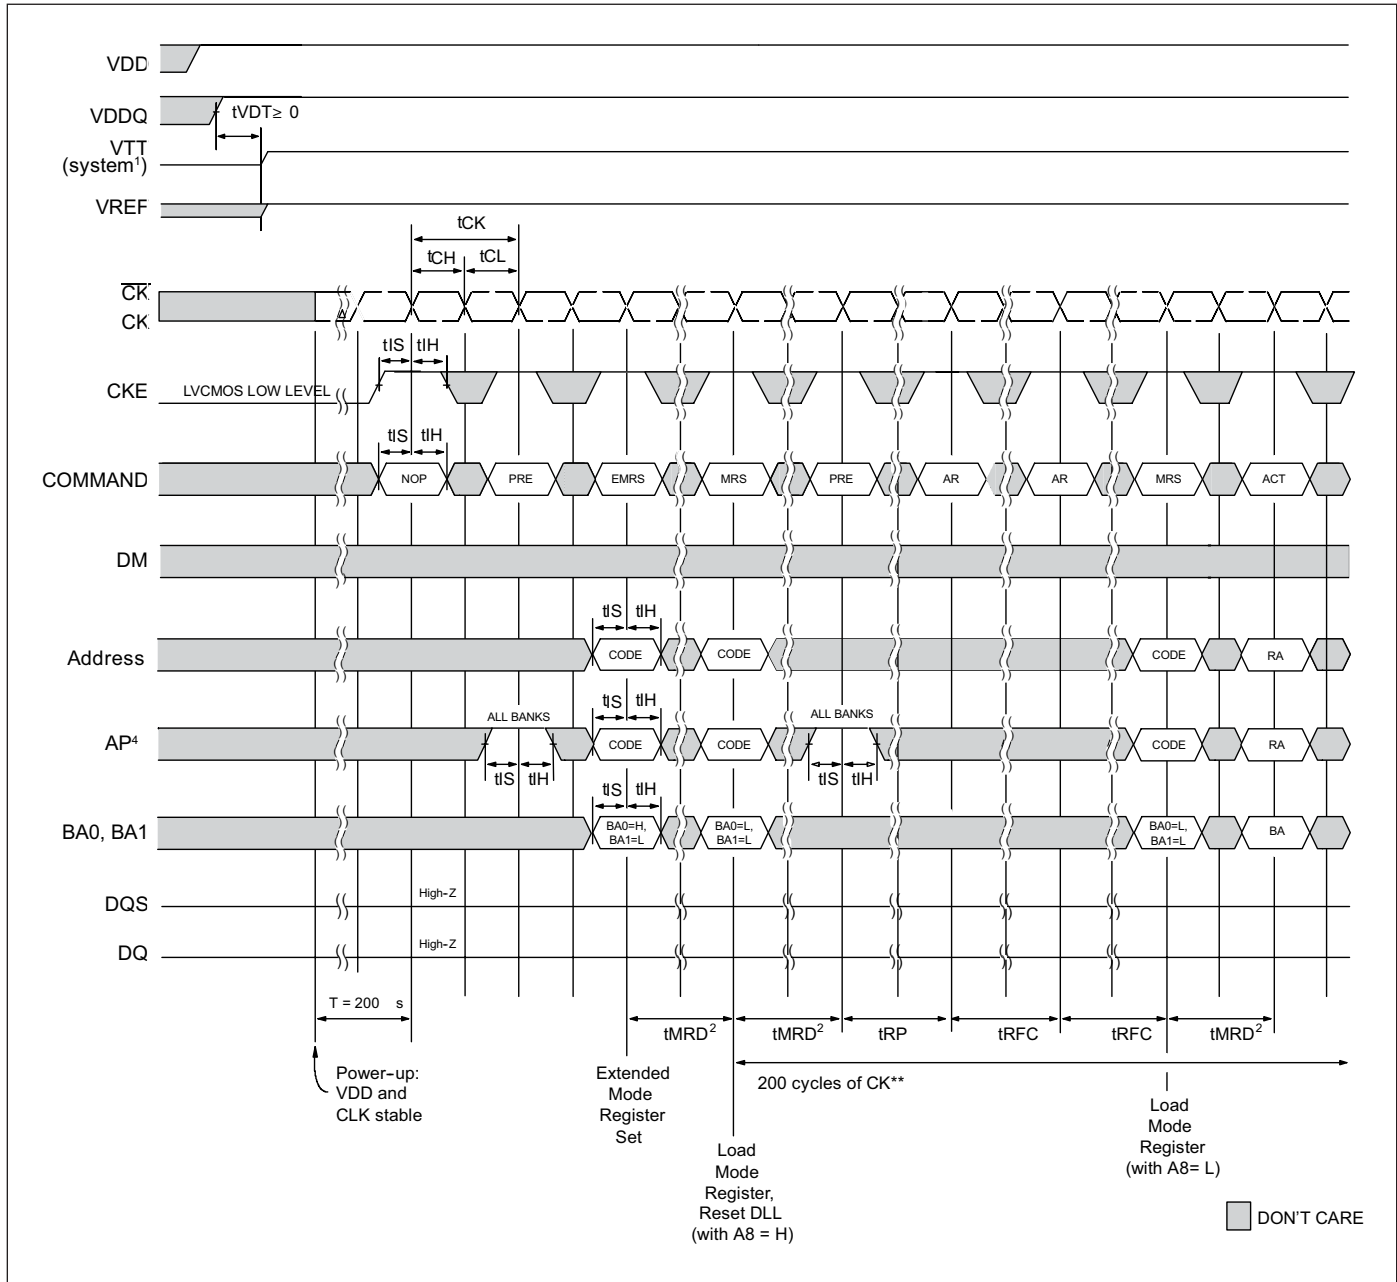 VDD
VDDQ
tVDT≥ 0
VTT
(system¹)
VREF
tCK
tCH
tCL
CK
CK
tIS
tIH
CKE
LVCMOS LOW LEVEL
tIS
tIH
COMMAND
NOP
PRE
EMRS
MRS
PRE
AR
AR
MRS
ACT
DM
tIS
tIH
Address
CODE
CODE
CODE
RA
ALL BANKS
tIS
tIH
ALL BANKS
AP⁴
CODE
CODE
CODE
RA
tIS
tIH
tIS
tIH
tIS
tIH
BA0, BA1
BA0=H,
BA1=L
BA0=L,
BA1=L
BA0=L,
BA1=L
BA
DQS
High-Z
DQ
High-Z
T = 200 s
tMRD²
tMRD²
tRP
tRFC
tRFC
tMRD²
200 cycles of CK**
Power-up:
VDD and
CLK stable
Extended
Mode
Register
Set
Load
Mode
Register,
Reset DLL
(with A8 = H)
Load
Mode
Register
(with A8= L)
DON'T CARE